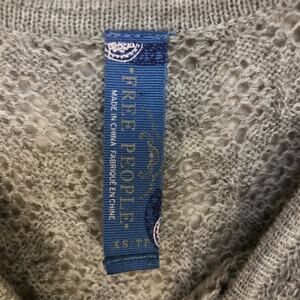 ·FREE PEOPLE·
MADE IN CHINA FABRIQUÉ EN CHINE
XS/TP